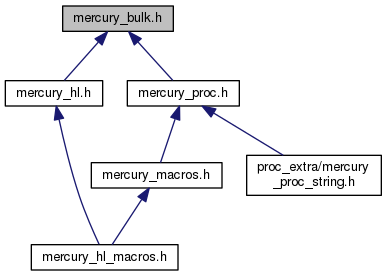 mercury_bulk.h
mercury_hl.h
mercury_proc.h
mercury_macros.h
proc_extra/mercury
_proc_string.h
mercury_hl_macros.h